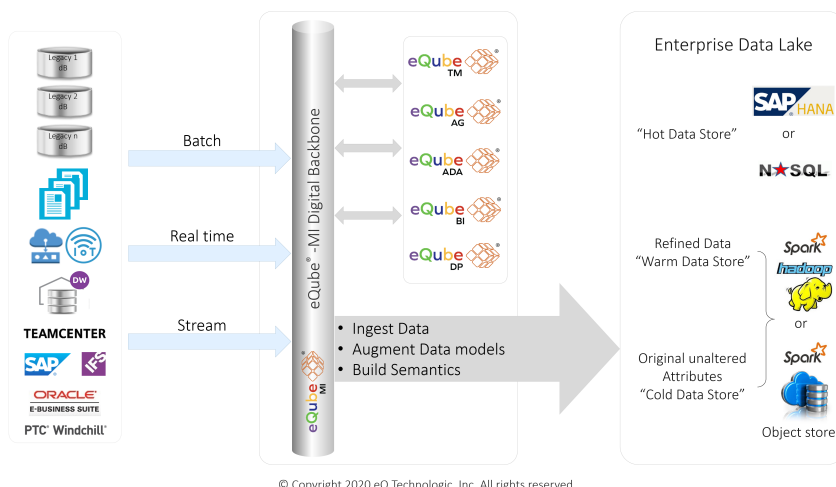 Legacy 1
dB
Legacy 2
dB
Legacy n
dB
IoT
DW
TEAMCENTER
SAP IFS
ORACLE®
E-BUSINESS SUITE
PTC® Windchill®
Batch
Real time
Stream
eQube® -MI Digital Backbone
eQube MI
eQube ®
TM
eQube ®
AG
eQube ®
ADA
eQube ®
BI
eQube ®
DP
• Ingest Data
• Augment Data models
• Build Semantics
Enterprise Data Lake
SAP HANA
“Hot Data Store” or
N★SQL
Refined Data
“Warm Data Store”
Spark
hadoop
or
Original unaltered
Attributes
“Cold Data Store”
Spark
Object store
© Copyright 2020 eQ Technologic, Inc. All rights reserved